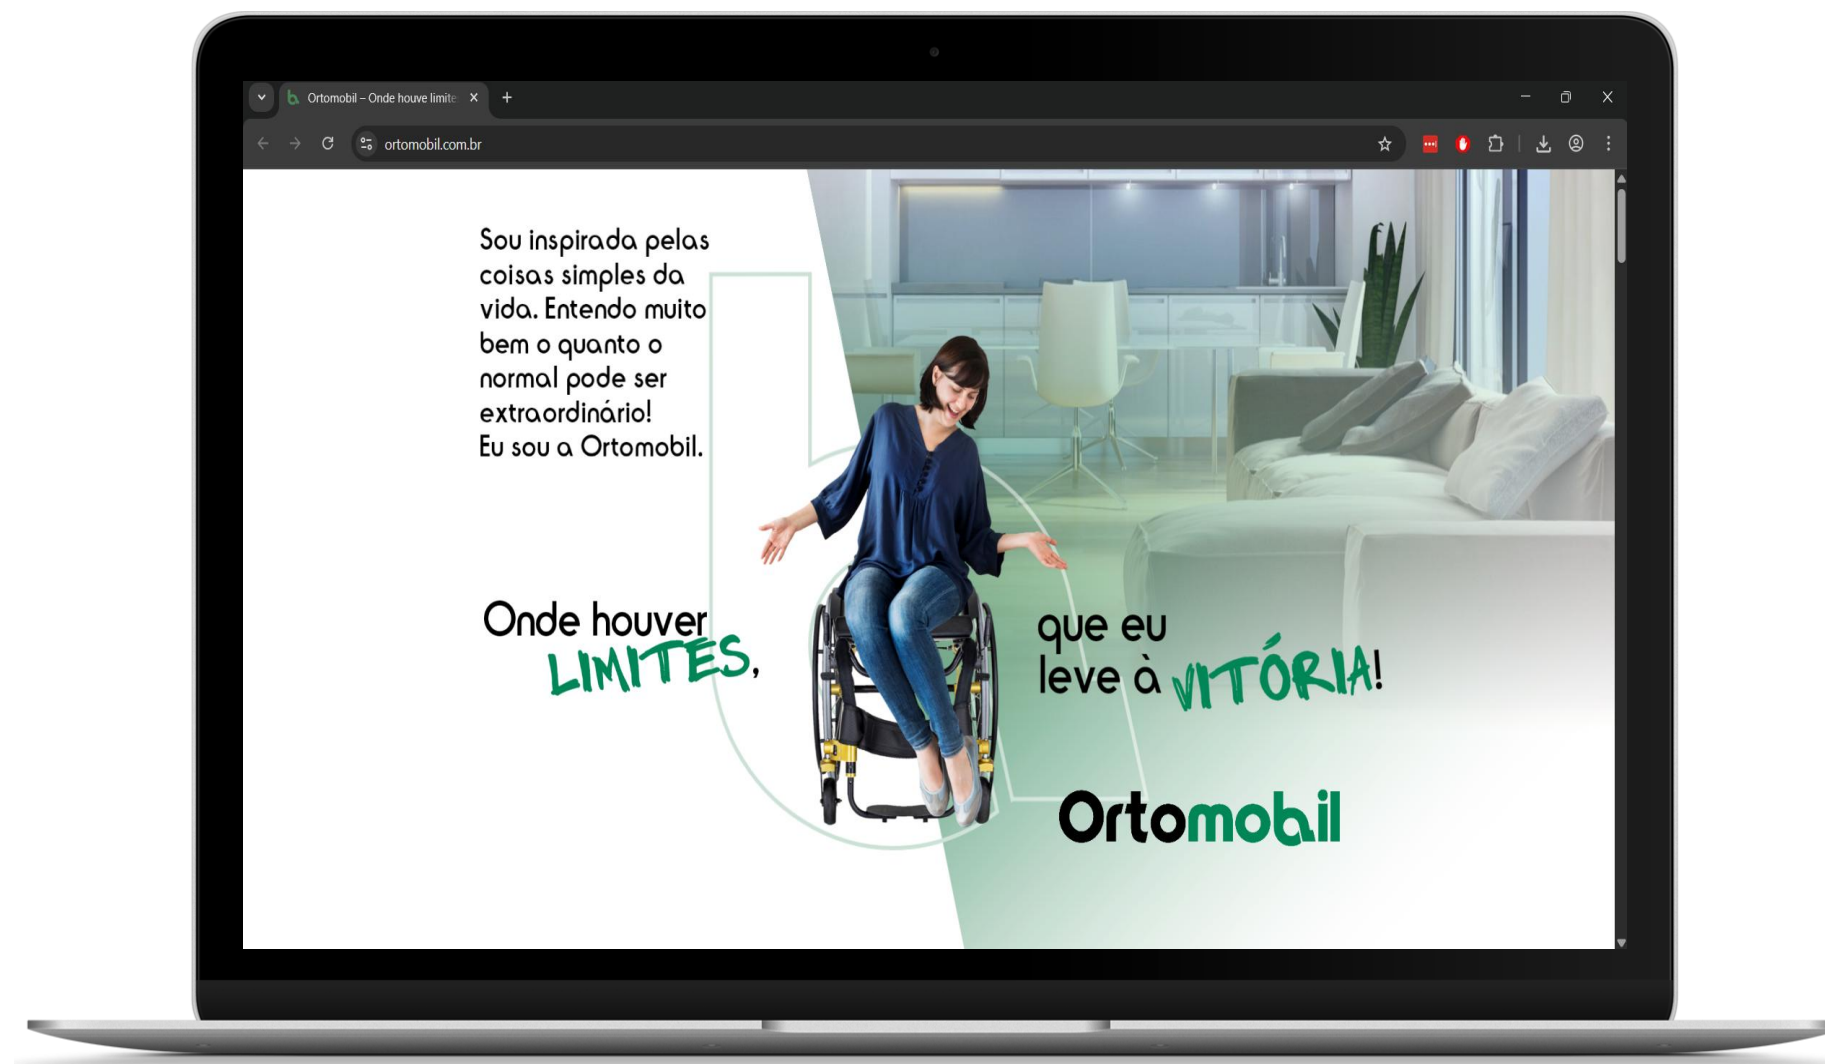 Ortomobil – Onde houve limite
ortomobil.com.br
Sou inspirada pelas
coisas simples da
vida. Entendo muito
bem o quanto o
normal pode ser
extraordinário!
Eu sou a Ortomobil.
Onde houver
LIMITES,
que eu
leve à VITÓRIA!
Ortomobil